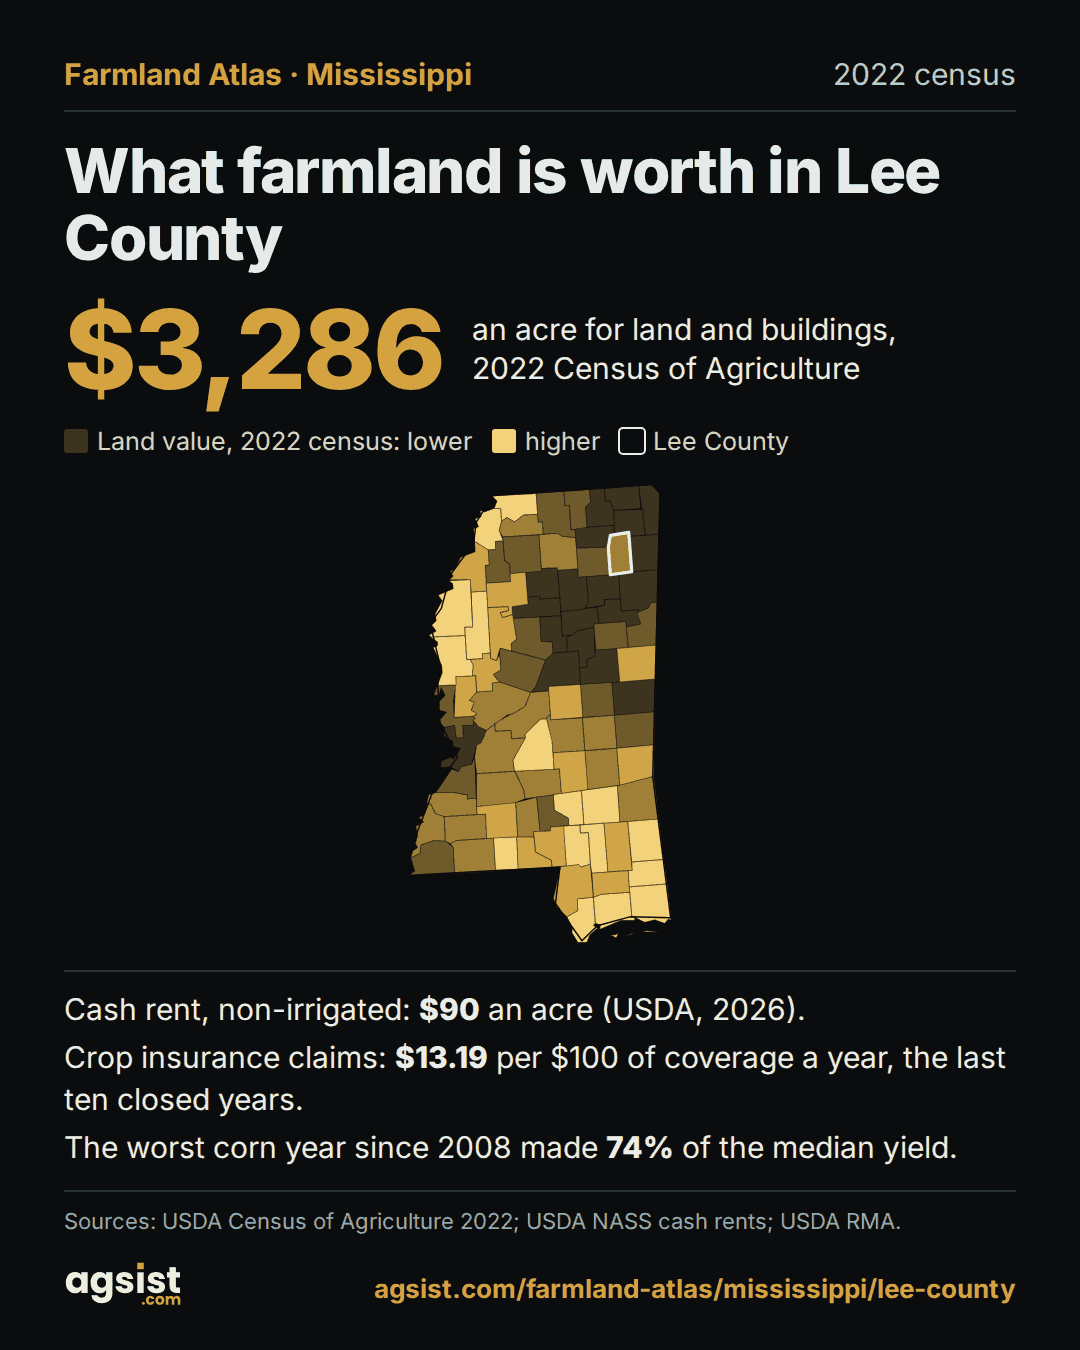 Farmland Atlas · Mississippi
2022 census
What farmland is worth in Lee
County
$3,286
an acre for land and buildings,
2022 Census of Agriculture
Land value, 2022 census: lower
higher
Lee County
Cash rent, non-irrigated: $90 an acre (USDA, 2026).
Crop insurance claims: $13.19 per $100 of coverage a year, the last
ten closed years.
The worst corn year since 2008 made 74% of the median yield.
Sources: USDA Census of Agriculture 2022; USDA NASS cash rents; USDA RMA.
agsist
.com
agsist.com/farmland-atlas/mississippi/lee-county